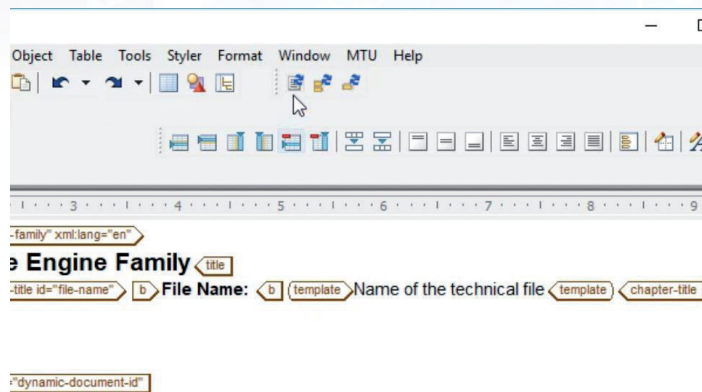 Object Table Tools Styler Format Window MTU Help
3 4 5 6 7 8 9
-family" xml:lang="en"
e Engine Family title
-title id="file-name" b File Name: b template Name of the technical file template chapter-title
="dynamic-document-id"